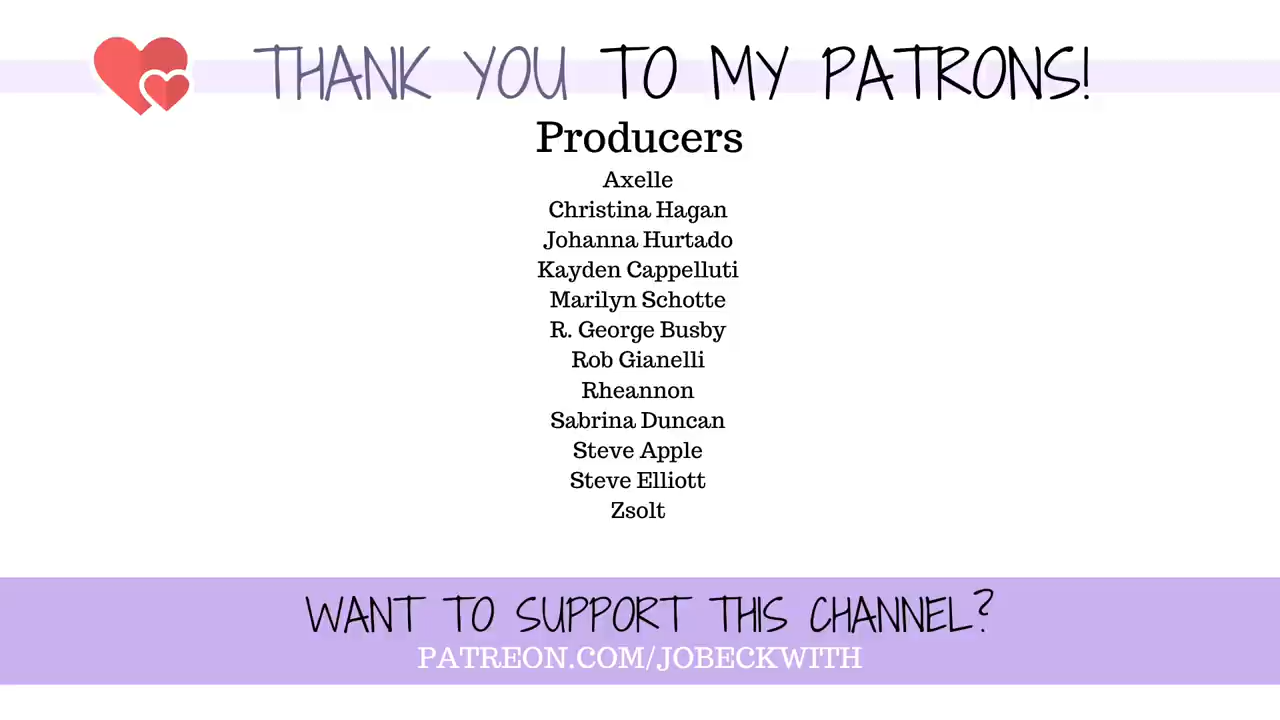 THANK YOU TO MY PATRONS!
Producers
Axelle
Christina Hagan
Johanna Hurtado
Kayden Cappelluti
Marilyn Schotte
R. George Busby
Rob Gianelli
Rheannon
Sabrina Duncan
Steve Apple
Steve Elliott
Zsolt
WANT TO SUPPORT THIS CHANNEL?
PATREON.COM/JOBECKWITH